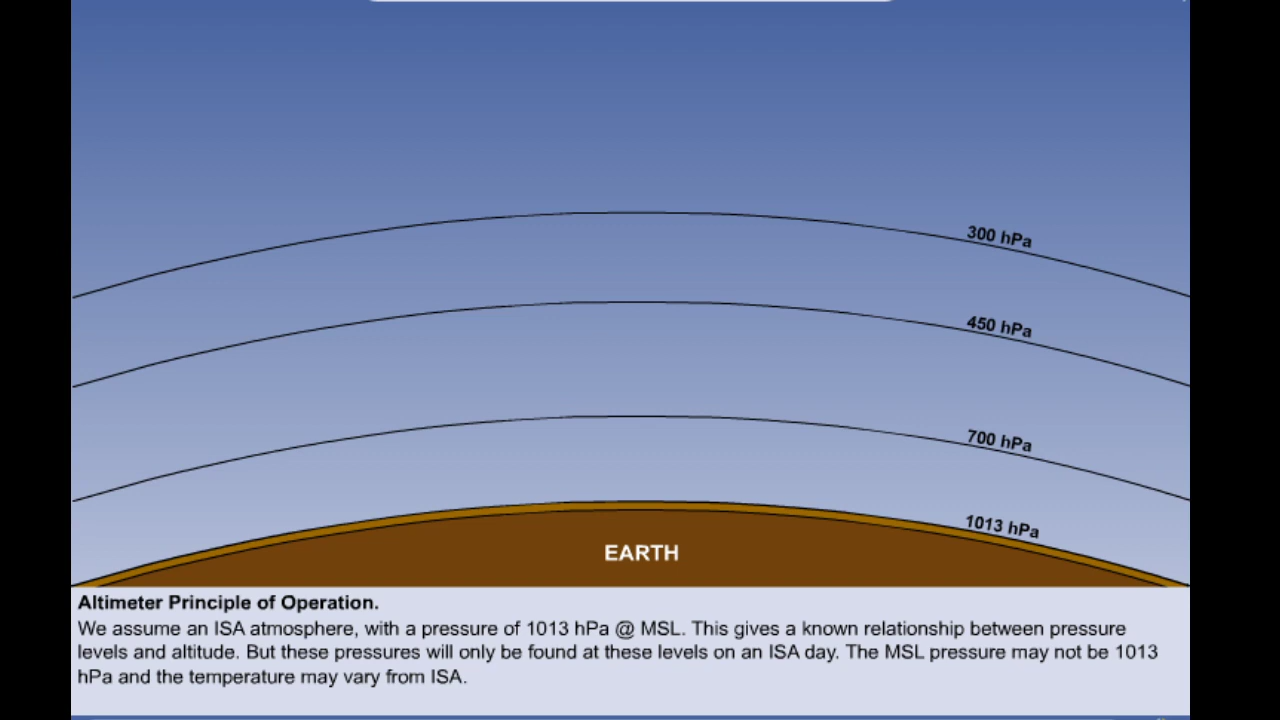 300 hPa
450 hPa
700 hPa
1013 hPa
EARTH
Altimeter Principle of Operation.
We assume an ISA atmosphere, with a pressure of 1013 hPa @ MSL. This gives a known relationship between pressure
levels and altitude. But these pressures will only be found at these levels on an ISA day. The MSL pressure may not be 1013
hPa and the temperature may vary from ISA.